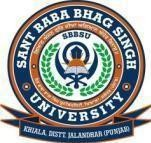 SANT BABA BHAG SINGH
SBBSU
UNIVERSITY
KHIALA, DISTT. JALANDHAR (PUNJAB)